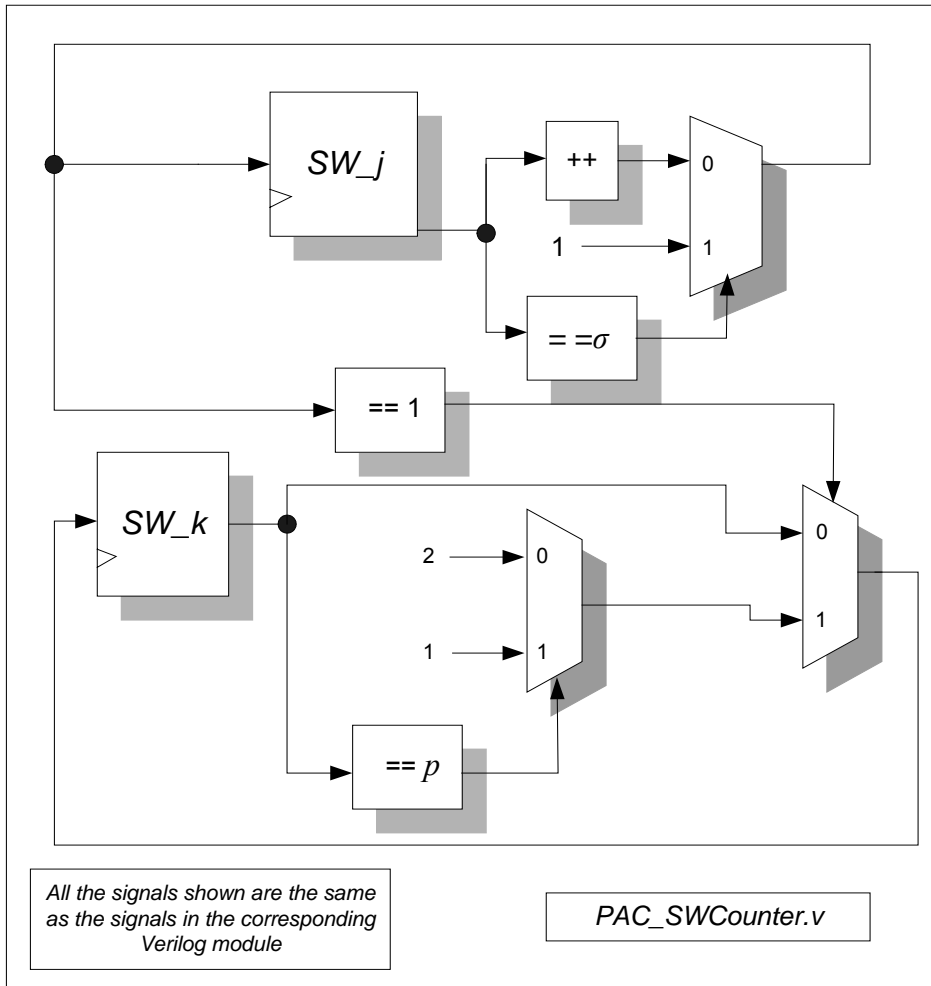 SW_j
++
0
1
1
= =σ
== 1
SW_k
0
2
0
1
1
1
== p
All the signals shown are the same
as the signals in the corresponding
Verilog module
PAC_SWCounter.v